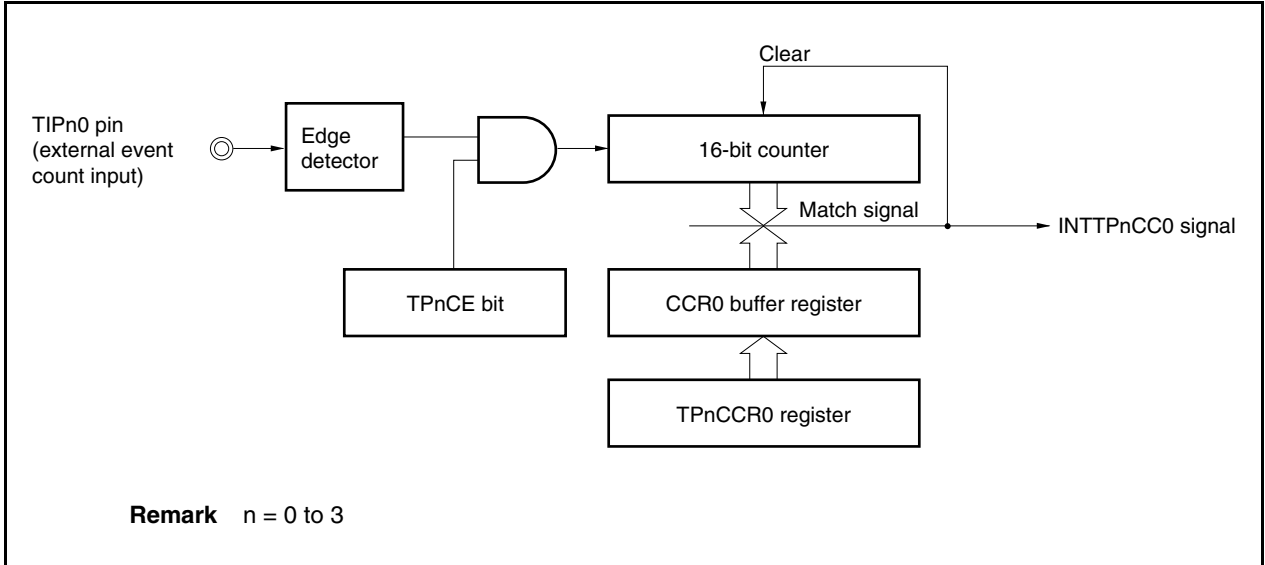 Clear
TIPn0 pin
(external event
count input)
Edge
detector
16-bit counter
Match signal
INTTPnCC0 signal
TPnCE bit
CCR0 buffer register
TPnCCR0 register
Remark n = 0 to 3